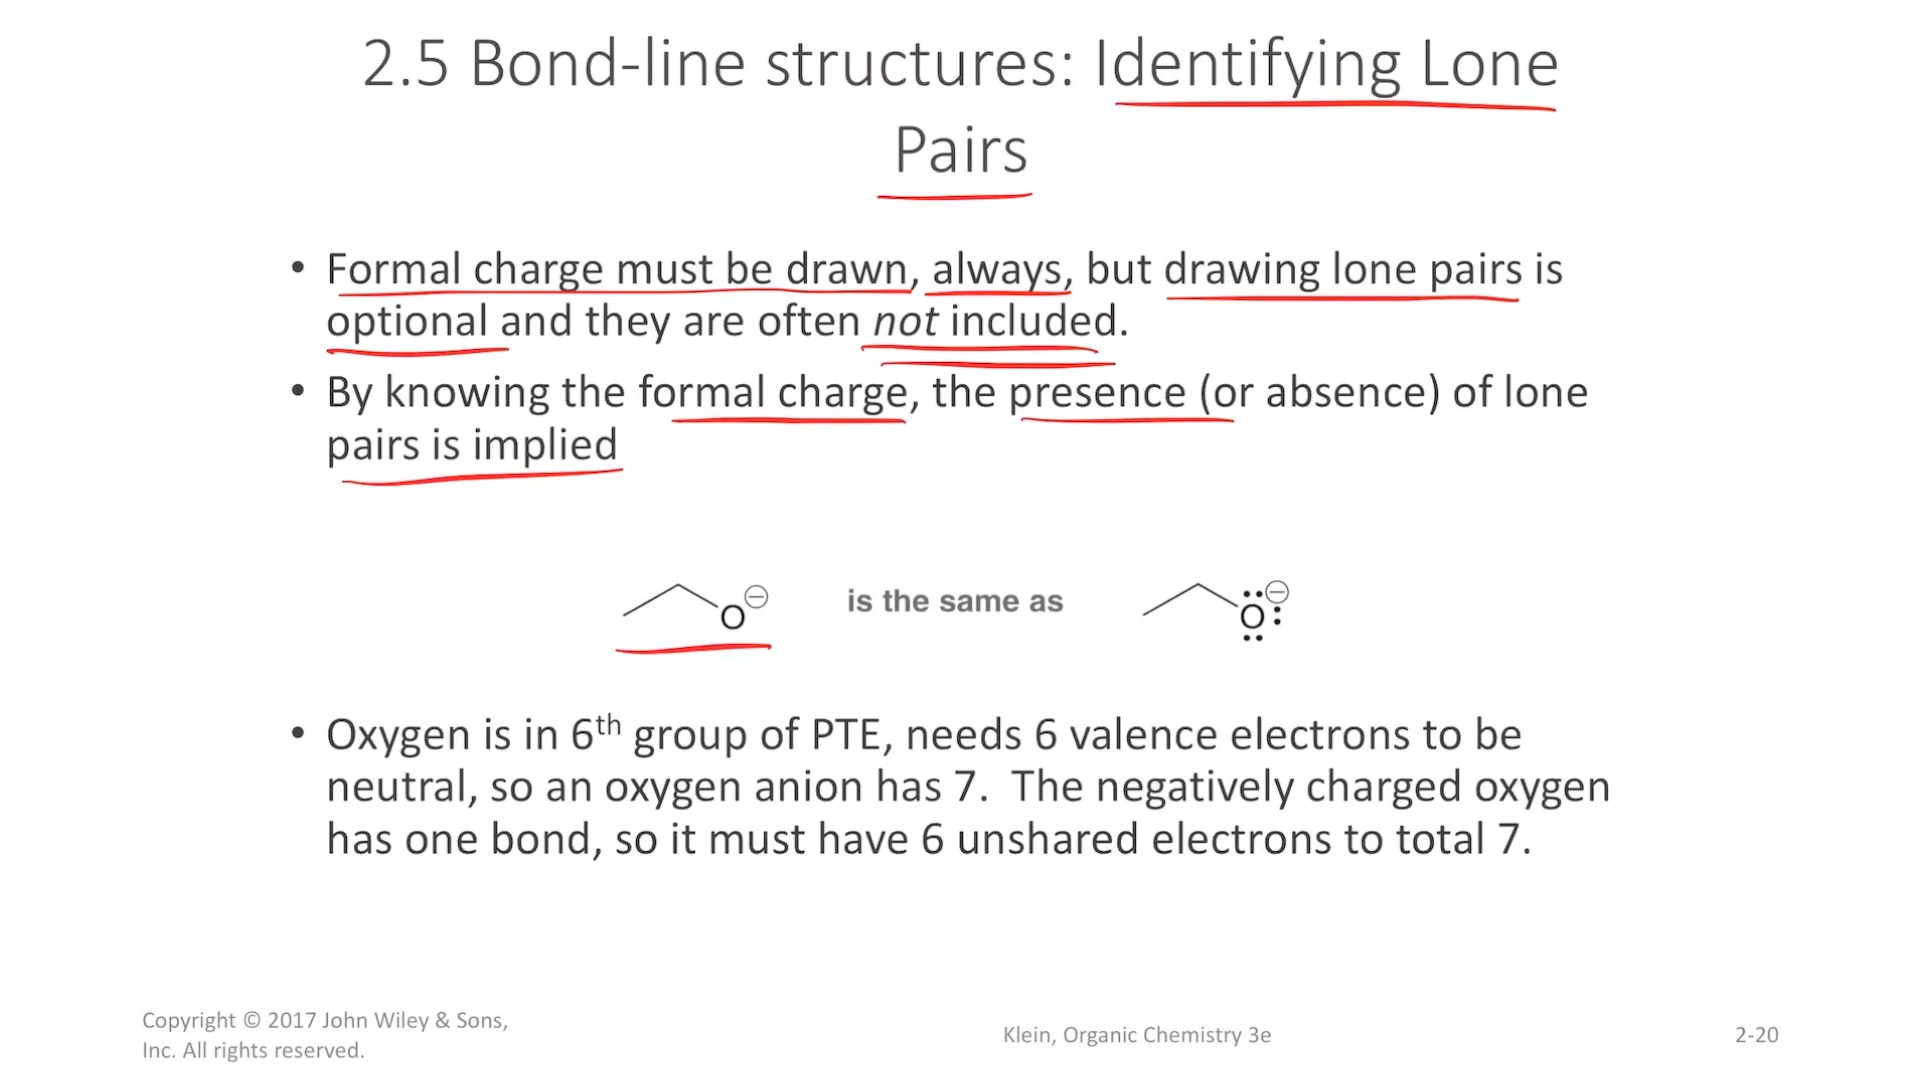 2.5 Bond-line structures: Identifying Lone
Pairs
• Formal charge must be drawn, always, but drawing lone pairs is
optional and they are often not included.
• By knowing the formal charge, the presence (or absence) of lone
pairs is implied
O⊖ is the same as O⊖
• Oxygen is in 6th group of PTE, needs 6 valence electrons to be
neutral, so an oxygen anion has 7. The negatively charged oxygen
has one bond, so it must have 6 unshared electrons to total 7.
Copyright © 2017 John Wiley & Sons,
Inc. All rights reserved.
Klein, Organic Chemistry 3e
2-20